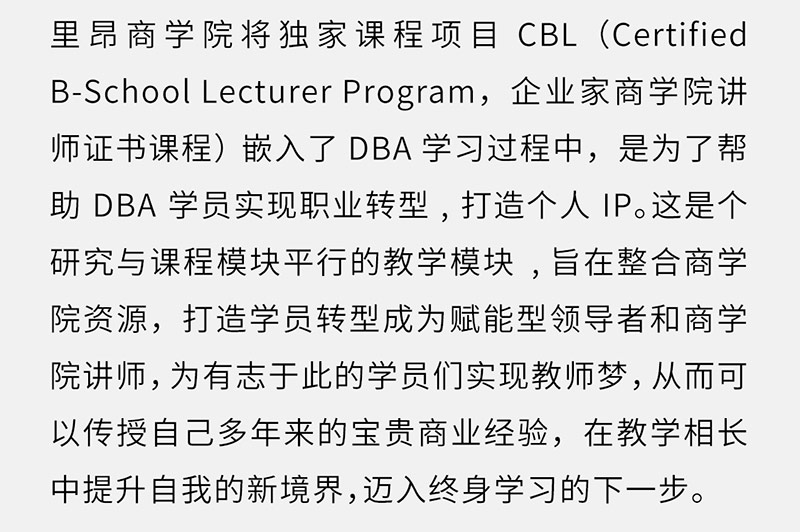 里昂商学院将独家课程项目 CBL（Certified
B-School Lecturer Program，企业家商学院讲
师证书课程）嵌入了 DBA 学习过程中，是为了帮
助 DBA 学员实现职业转型 , 打造个人 IP。这是个
研究与课程模块平行的教学模块 , 旨在整合商学
院资源，打造学员转型成为赋能型领导者和商学
院讲师，为有志于此的学员们实现教师梦，从而可
以传授自己多年来的宝贵商业经验，在教学相长
中提升自我的新境界，迈入终身学习的下一步。